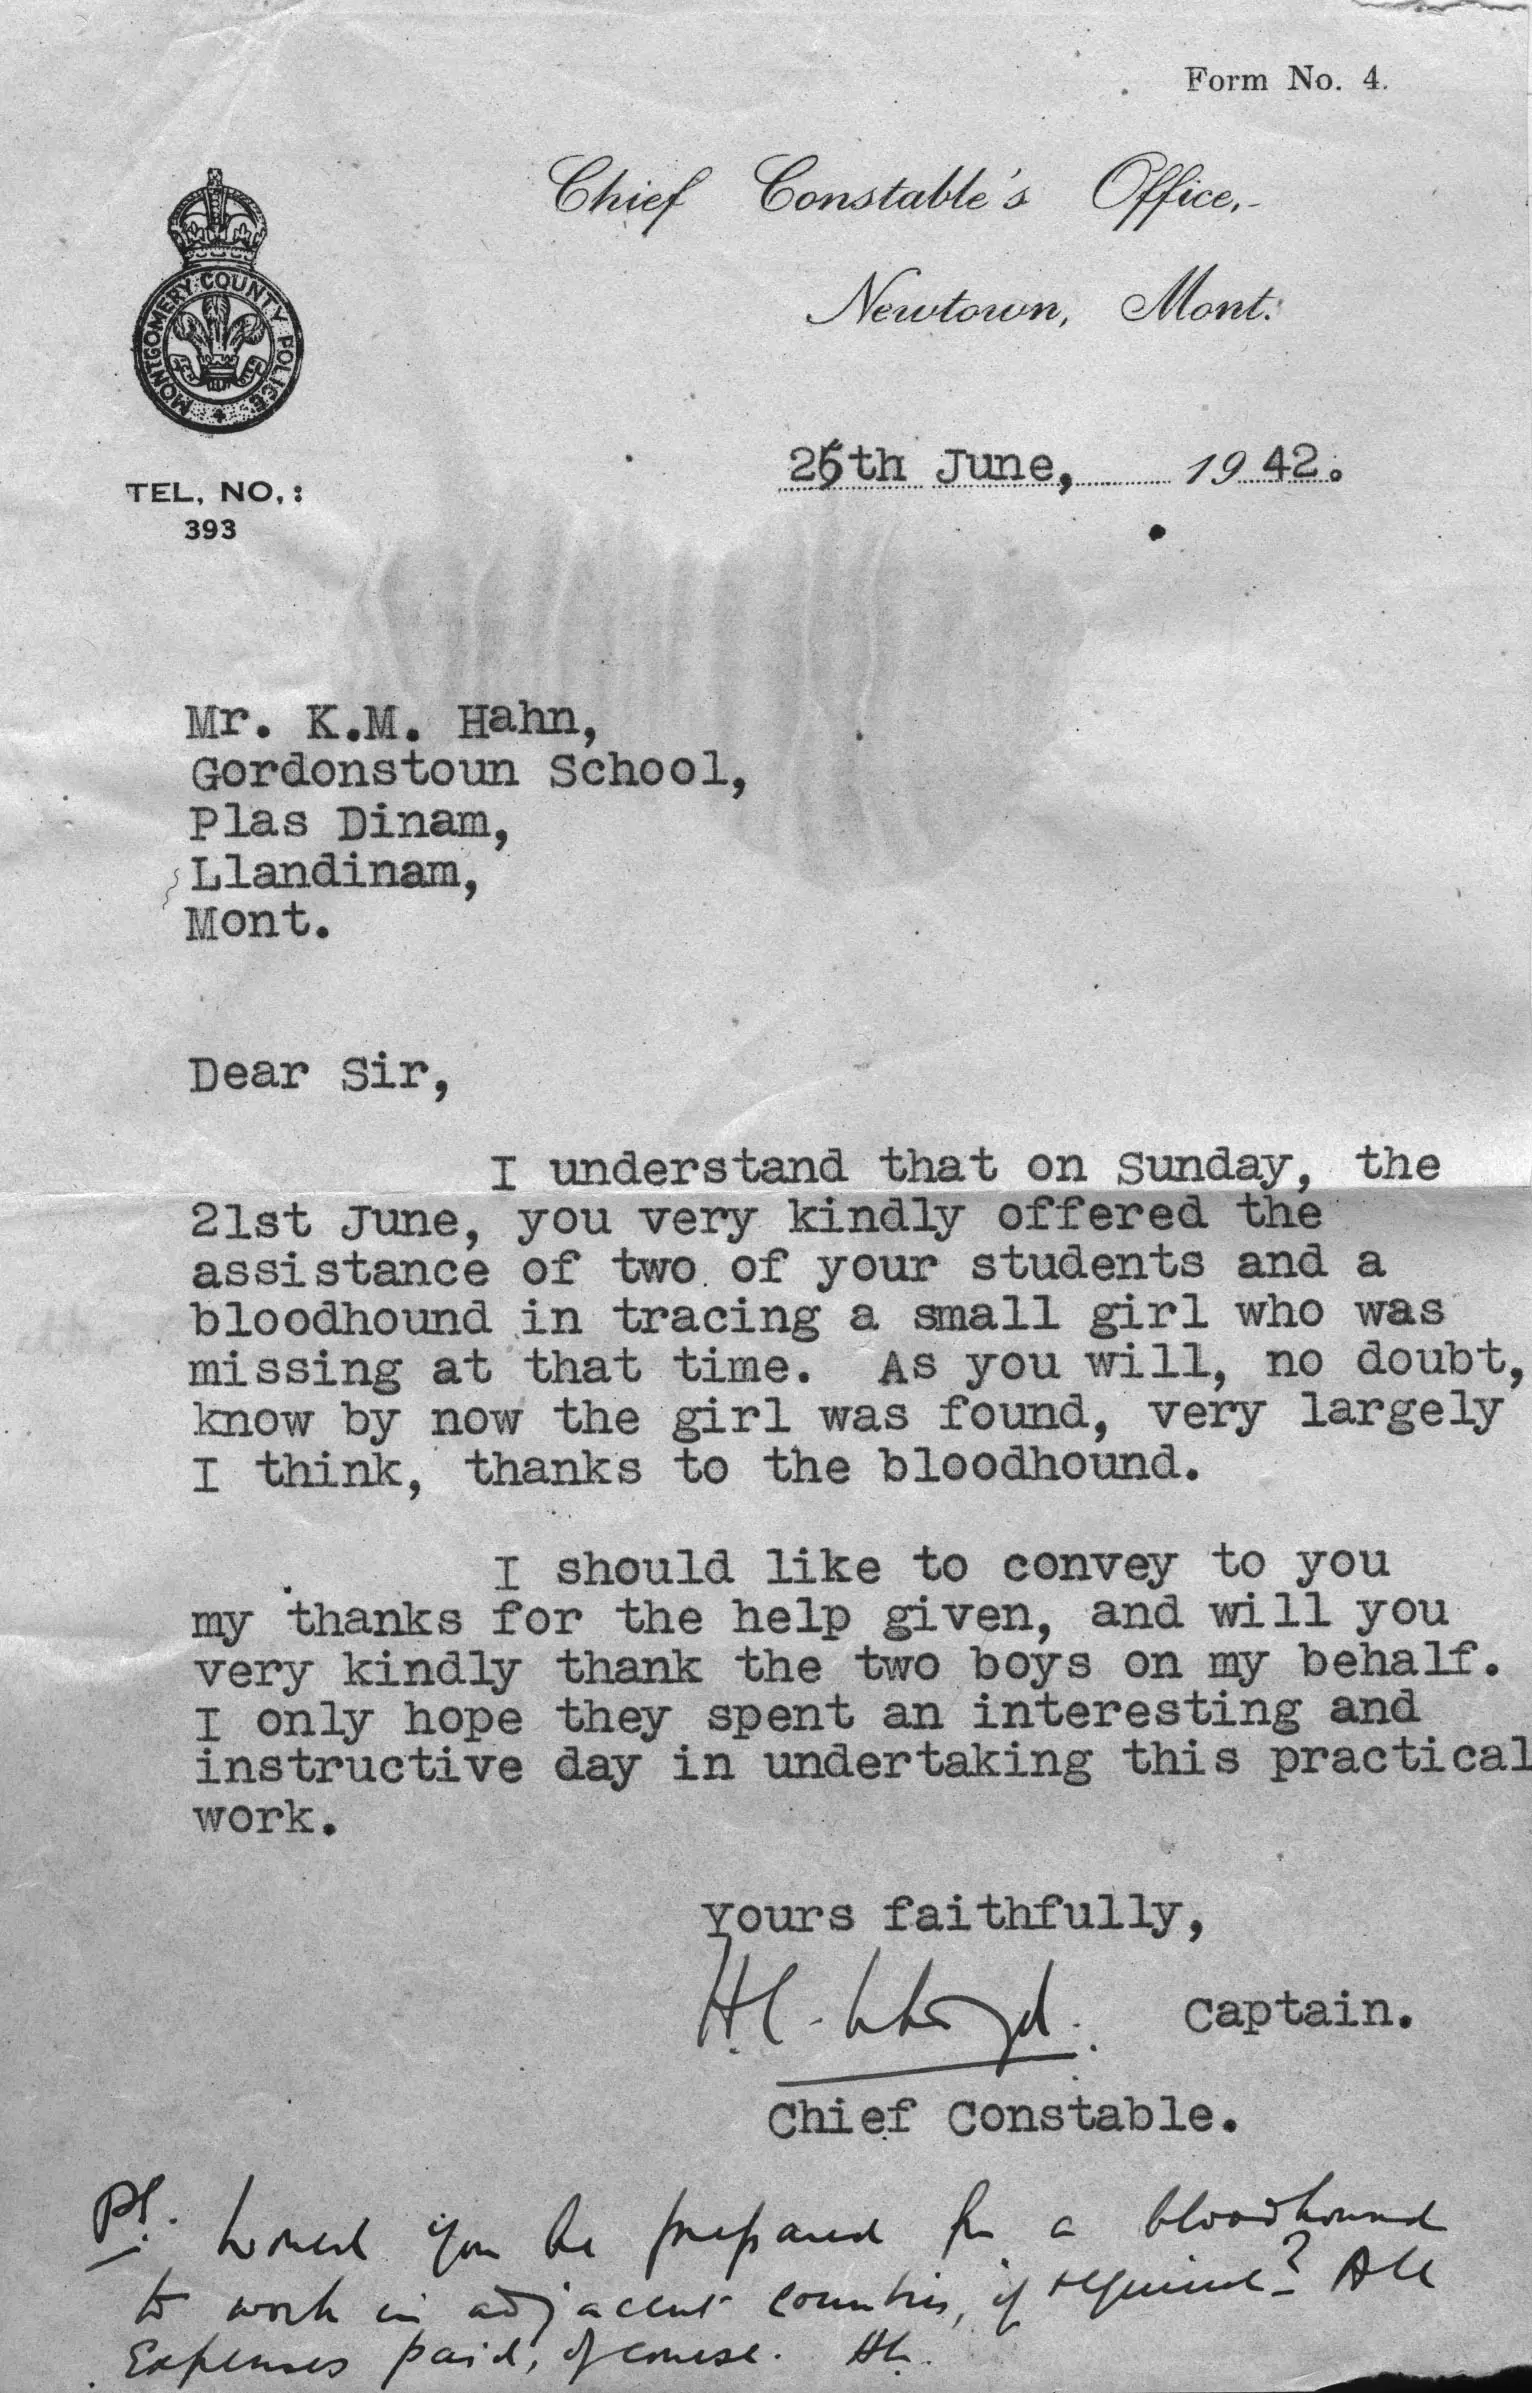 Form No. 4.
Chief Constable's Office,
Newtown, Mont.
MONTGOMERY COUNTY POLICE
TEL. NO.:
393
25th June, 1942.
Mr. K.M. Hahn,
Gordonstoun School,
Plas Dinam,
Llandinam,
Mont.
Dear Sir,
I understand that on Sunday, the
21st June, you very kindly offered the
assistance of two of your students and a
bloodhound in tracing a small girl who was
missing at that time. As you will, no doubt,
know by now the girl was found, very largely
I think, thanks to the bloodhound.
I should like to convey to you
my thanks for the help given, and will you
very kindly thank the two boys on my behalf.
I only hope they spent an interesting and
instructive day in undertaking this practical
work.
Yours faithfully,
Captain.
Chief Constable.
PS. Would you be prepared for a bloodhound
to work in adjacent counties, if required? All
Expenses paid, of course.